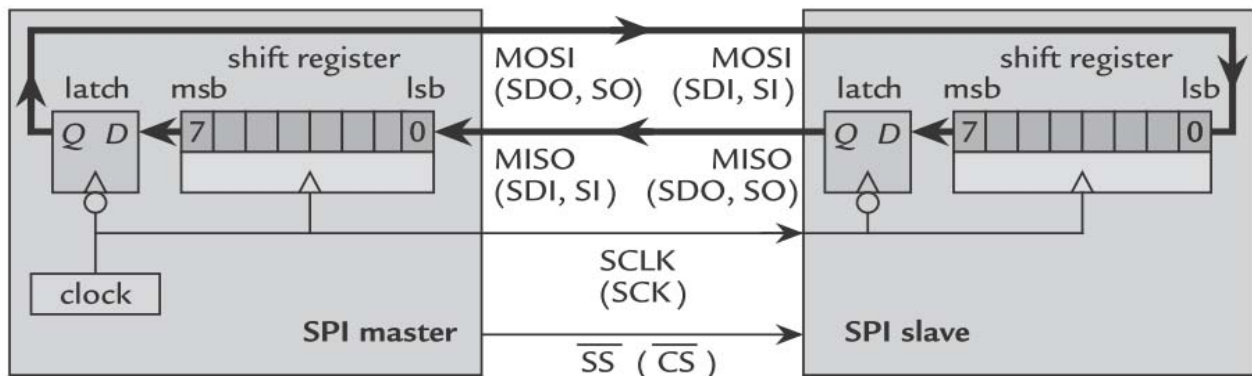 shift register
latch msb lsb
Q D 7 0
clock
SPI master
MOSI MOSI
(SDO, SO) (SDI, SI)
MISO MISO
(SDI, SI) (SDO, SO)
SCLK
(SCK)
SS (CS)
shift register
latch msb lsb
Q D 7 0
SPI slave